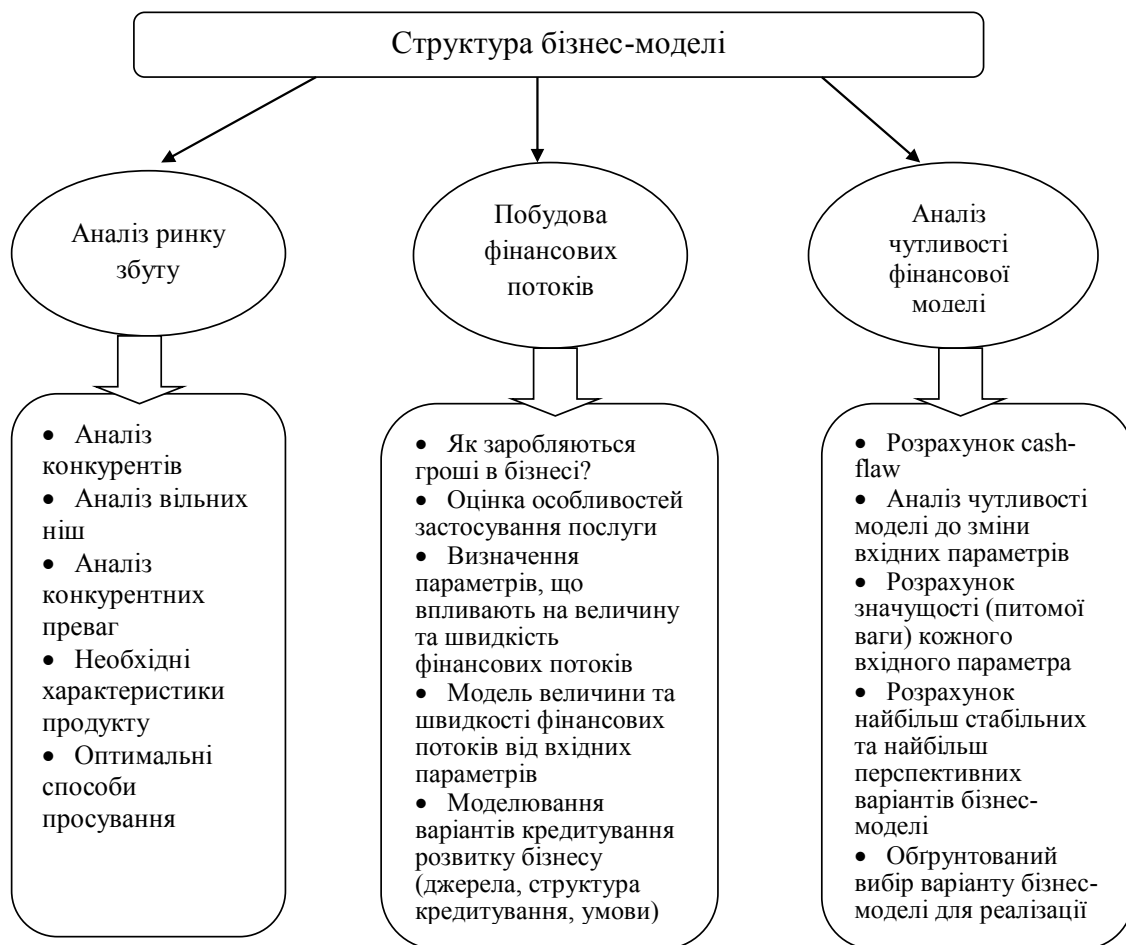 Структура бізнес-моделі
Аналіз ринку
збуту
Побудова
фінансових
потоків
Аналіз
чутливості
фінансової
моделі
• Аналіз
конкурентів
• Аналіз вільних
ніш
• Аналіз
конкурентних
преваг
• Необхідні
характеристики
продукту
• Оптимальні
способи
просування
• Як заробляються
гроші в бізнесі?
• Оцінка особливостей
застосування послуги
• Визначення
параметрів, що
впливають на величину
та швидкість
фінансових потоків
• Модель величини та
швидкості фінансових
потоків від вхідних
параметрів
• Моделювання
варіантів кредитування
розвитку бізнесу
(джерела, структура
кредитування, умови)
• Розрахунок cash-
flaw
• Аналіз чутливості
моделі до зміни
вхідних параметрів
• Розрахунок
значущості (питомої
ваги) кожного
вхідного параметра
• Розрахунок
найбільш стабільних
та найбільш
перспективних
варіантів бізнес-
моделі
• Обґрунтований
вибір варіанту бізнес-
моделі для реалізації